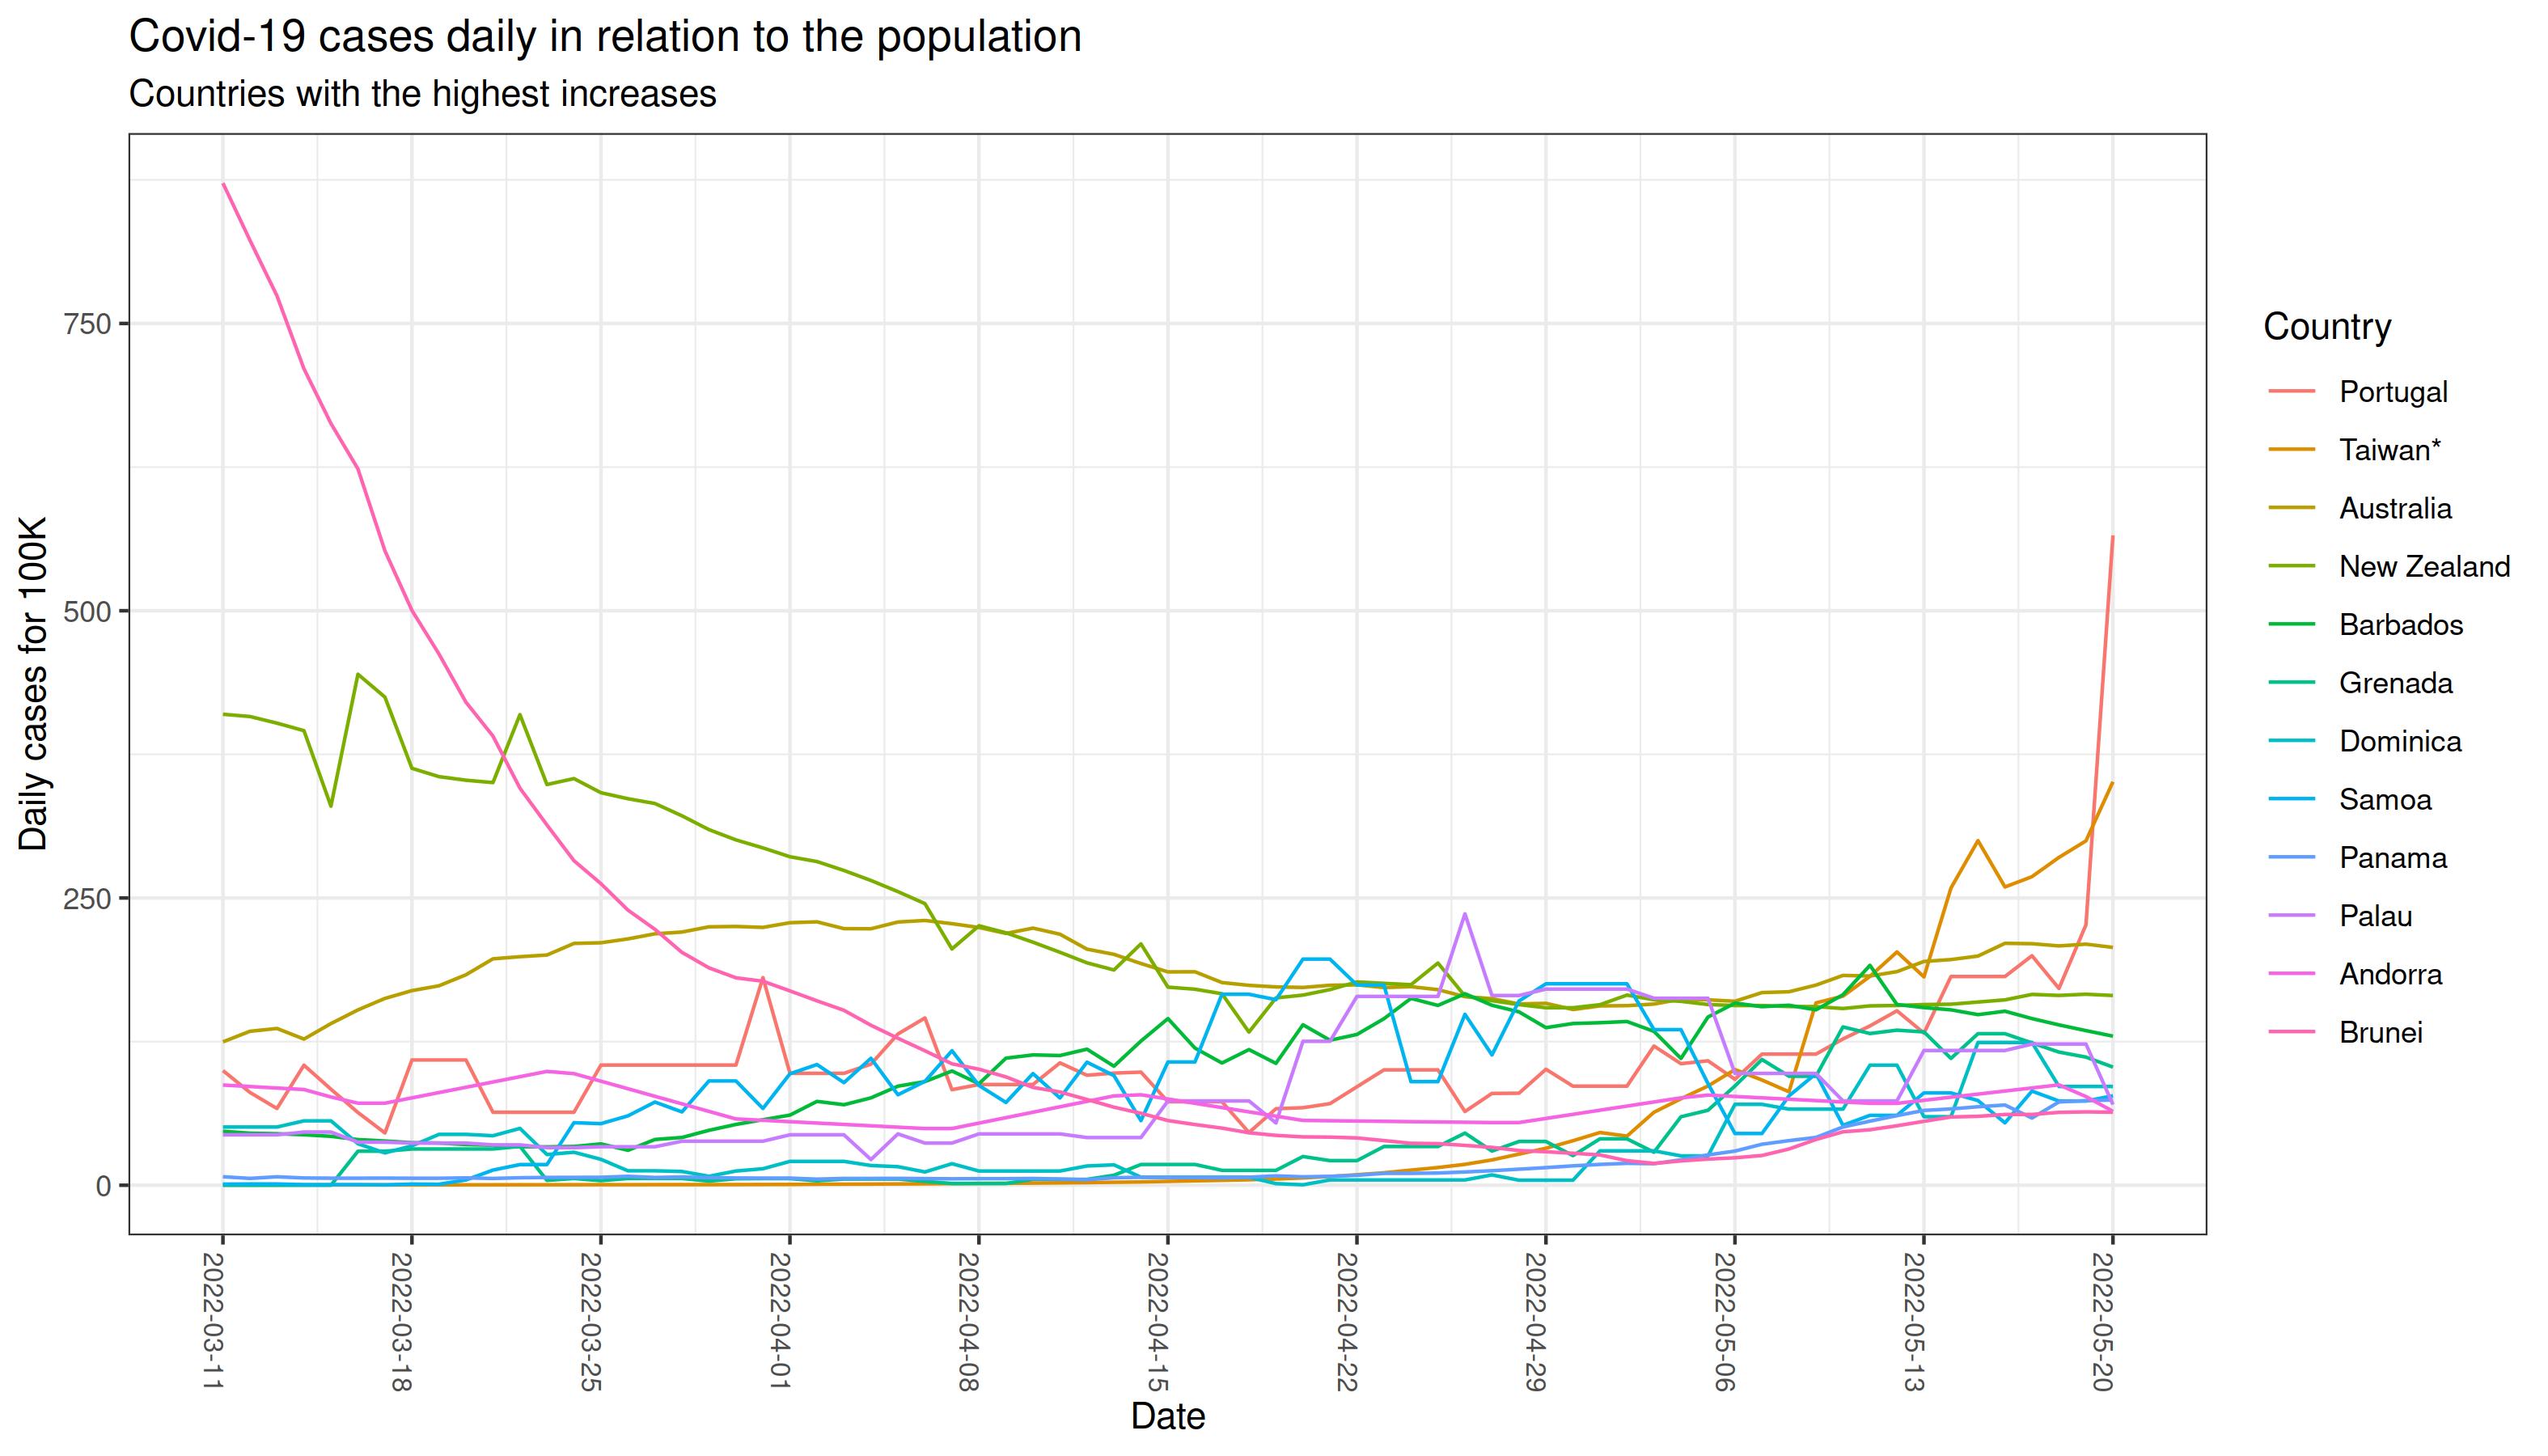 Covid-19 cases daily in relation to the population
Countries with the highest increases
Daily cases for 100K
750
500
250
0
2022-03-11
2022-03-18
2022-03-25
2022-04-01
2022-04-08
2022-04-15
2022-04-22
2022-04-29
2022-05-06
2022-05-13
2022-05-20
Date
Country
Portugal
Taiwan*
Australia
New Zealand
Barbados
Grenada
Dominica
Samoa
Panama
Palau
Andorra
Brunei